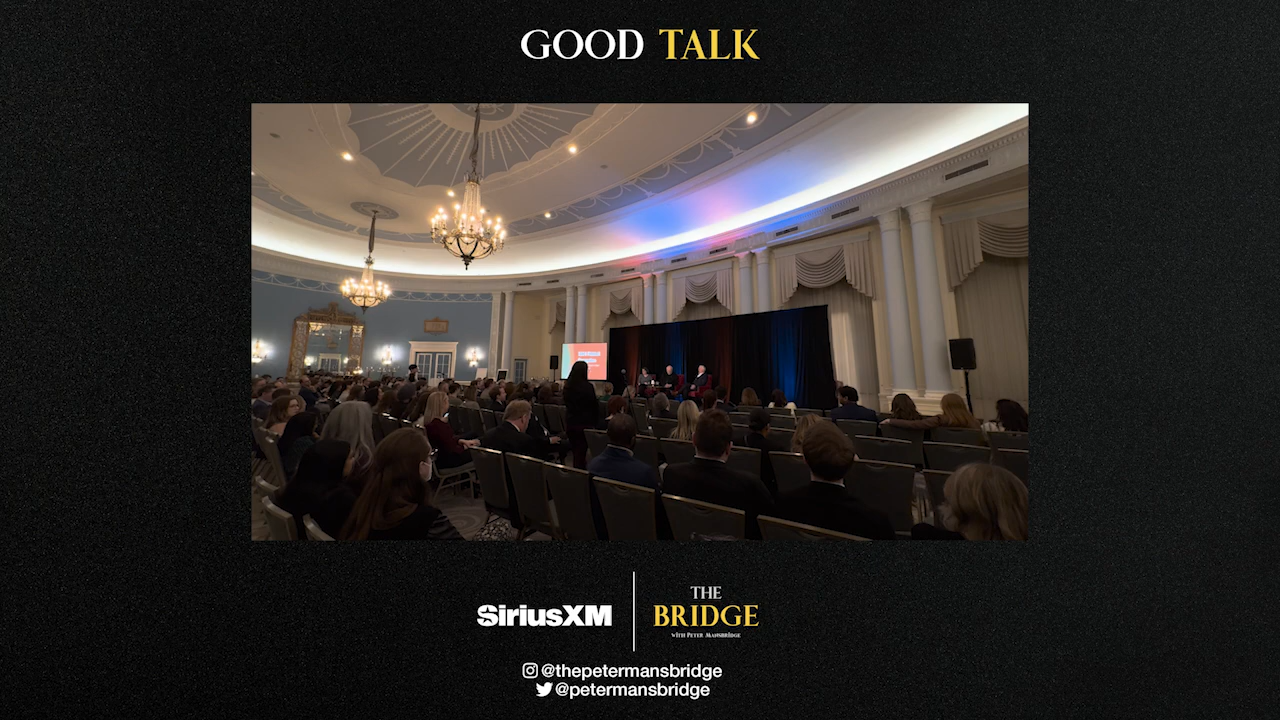 GOOD TALK
SiriusXM
THE
BRIDGE
WITH PETER MANSBRIDGE
@thepetermansbridge
@petermansbridge